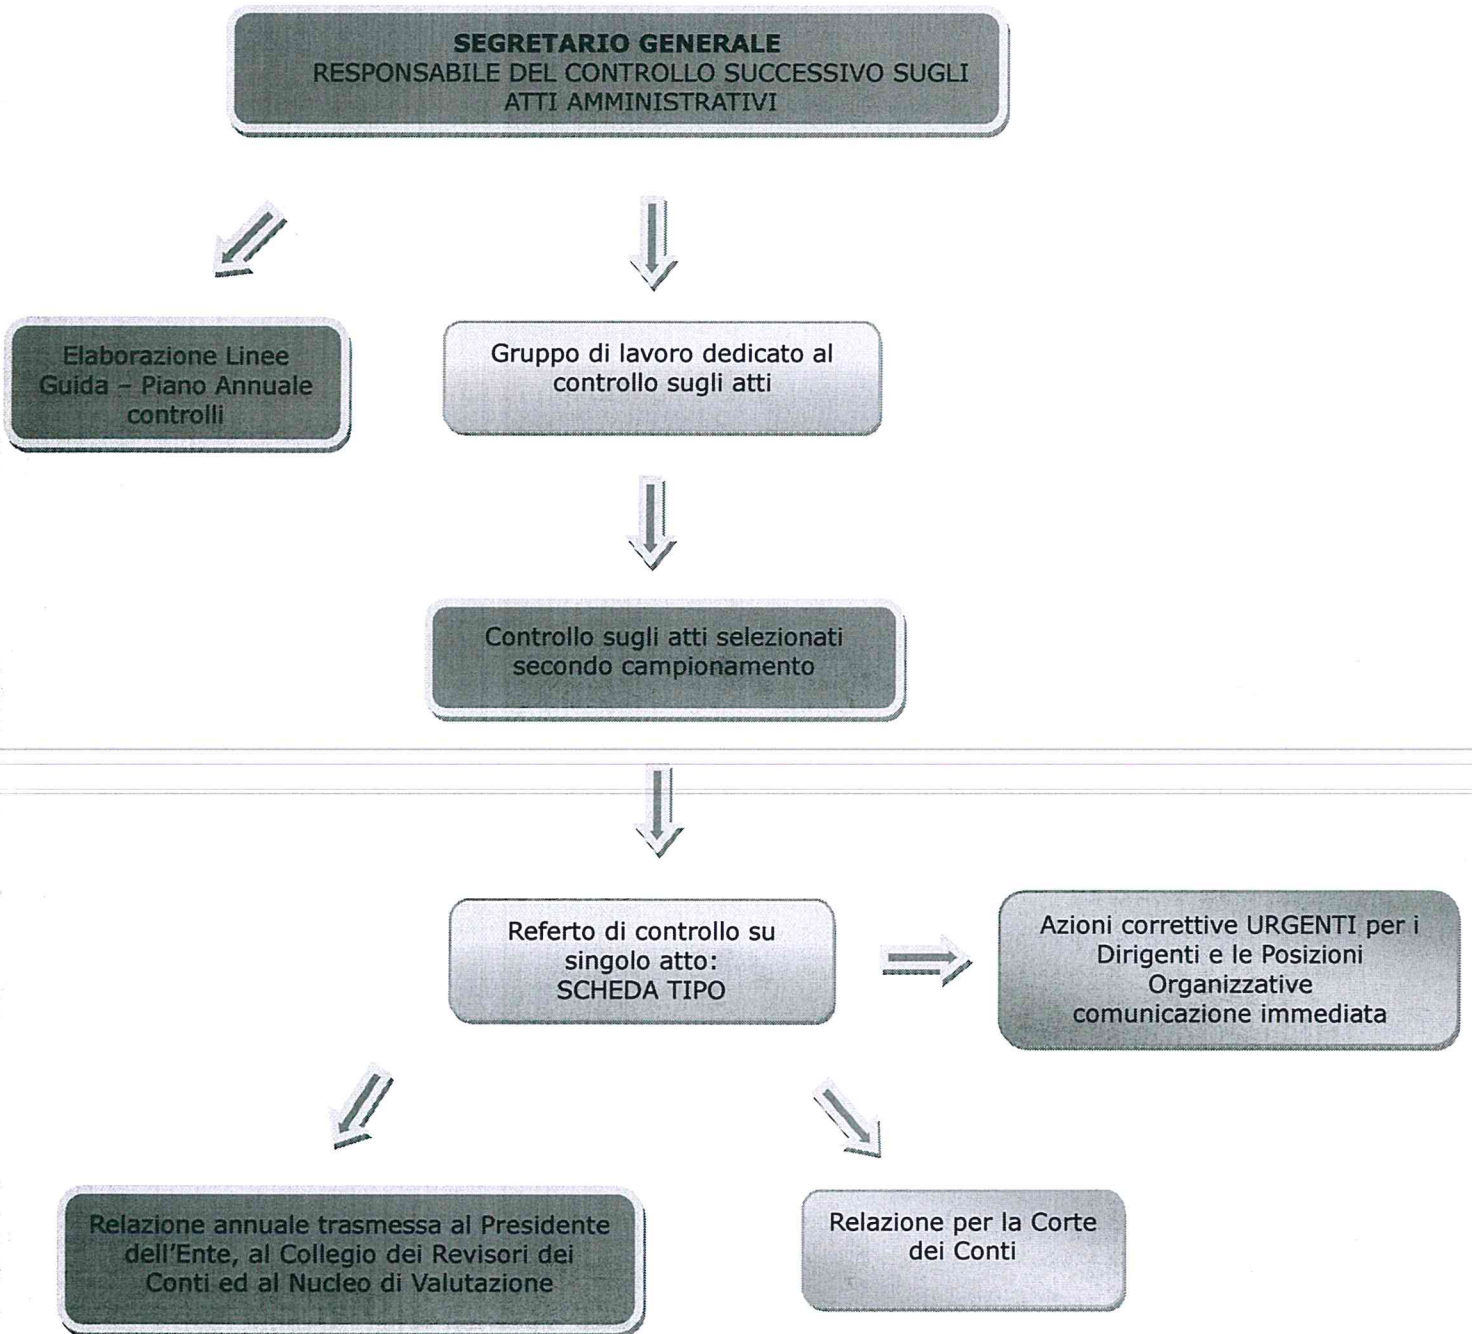 SEGRETARIO GENERALE
RESPONSABILE DEL CONTROLLO SUCCESSIVO SUGLI
ATTI AMMINISTRATIVI
Elaborazione Linee
Guida – Piano Annuale
controlli
Gruppo di lavoro dedicato al
controllo sugli atti
Controllo sugli atti selezionati
secondo campionamento
Referto di controllo su
singolo atto:
SCHEDA TIPO
Azioni correttive URGENTI per i
Dirigenti e le Posizioni
Organizzative
comunicazione immediata
Relazione annuale trasmessa al Presidente
dell'Ente, al Collegio dei Revisori dei
Conti ed al Nucleo di Valutazione
Relazione per la Corte
dei Conti